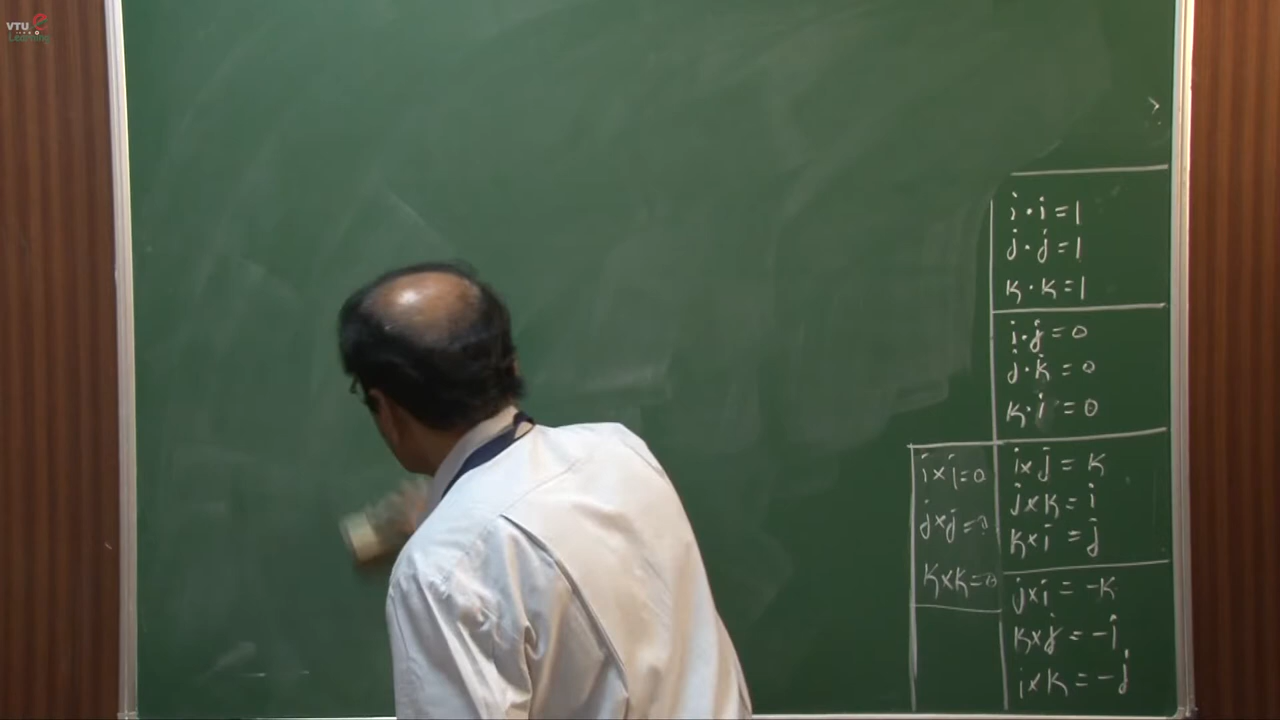 VTU e
Learning
i · i = 1
j · j = 1
k · k = 1
i · j = 0
j · k = 0
k · i = 0
i × i = 0
j × j = 0
k × k = 0
i × j = k
j × k = i
k × i = j
j × i = -k
k × j = -i
i × k = -j